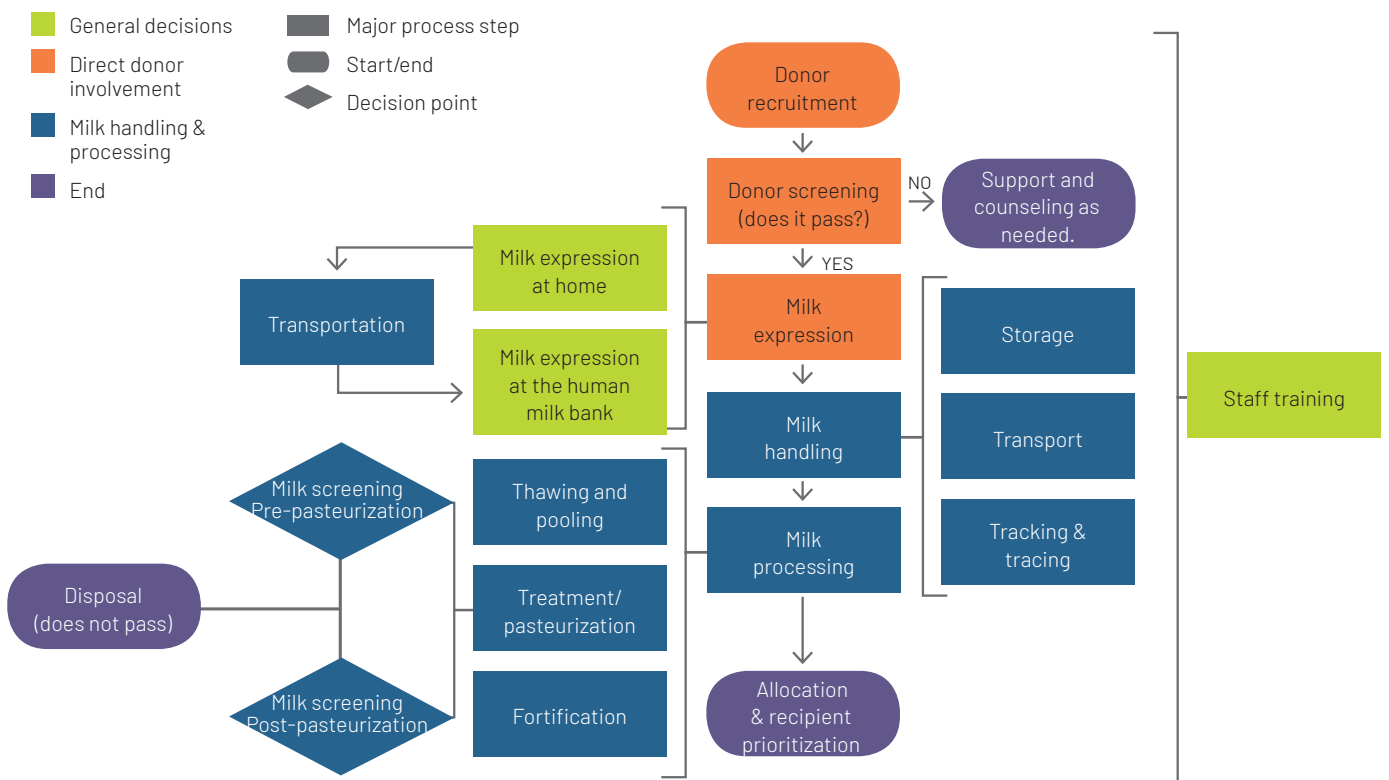 General decisions
Direct donor
involvement
Milk handling &
processing
End
Major process step
Start/end
Decision point
Donor
recruitment
Donor screening
(does it pass?)
NO
Support and
counseling as
needed.
YES
Milk expression
at home
Transportation
Milk expression
at the human
milk bank
Milk
expression
Storage
Milk
handling
Transport
Tracking &
tracing
Staff training
Milk
processing
Thawing and
pooling
Treatment/
pasteurization
Fortification
Milk screening
Pre-pasteurization
Disposal
(does not pass)
Milk screening
Post-pasteurization
Allocation
& recipient
prioritization